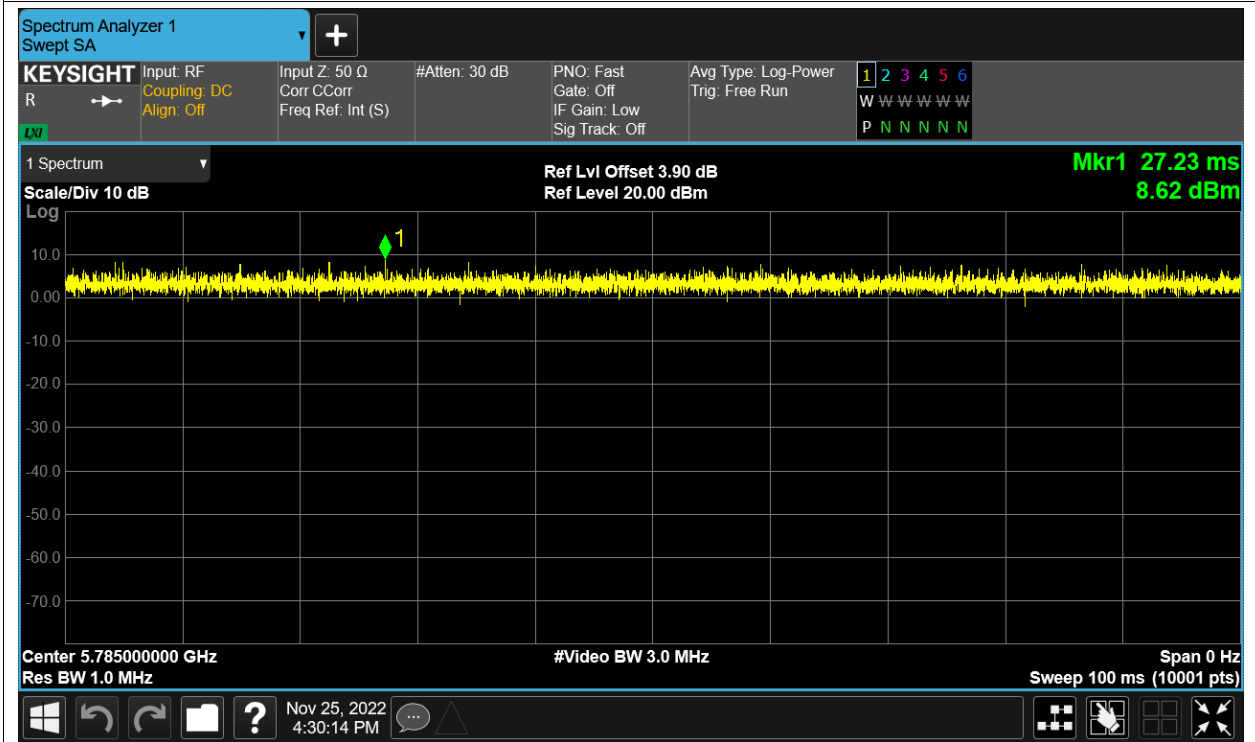 Spectrum Analyzer 1
Swept SA
KEYSIGHT
R
LXI
Input: RF
Coupling: DC
Align: Off
Input Z: 50 Ω
Corr CCorr
Freq Ref: Int (S)
#Atten: 30 dB
PNO: Fast
Gate: Off
IF Gain: Low
Sig Track: Off
Avg Type: Log-Power
Trig: Free Run
1 2 3 4 5 6
W W W W W W
P N N N N N
1 Spectrum
Scale/Div 10 dB
Log
Ref Lvl Offset 3.90 dB
Ref Level 20.00 dBm
Mkr1 27.23 ms
8.62 dBm
1
10.0
0.00
-10.0
-20.0
-30.0
-40.0
-50.0
-60.0
-70.0
Center 5.785000000 GHz
Res BW 1.0 MHz
#Video BW 3.0 MHz
Span 0 Hz
Sweep 100 ms (10001 pts)
?
Nov 25, 2022
4:30:14 PM